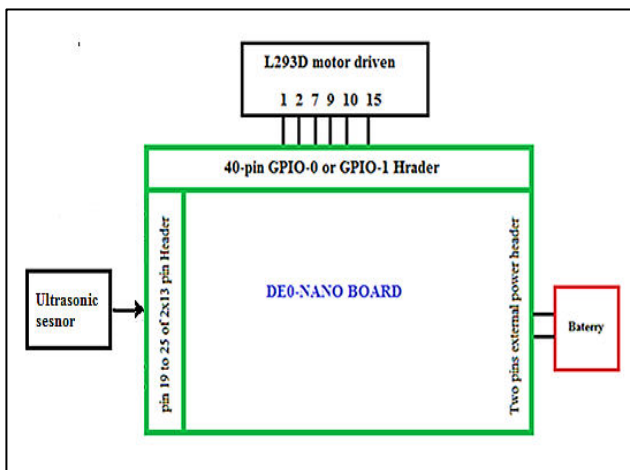 L293D motor driven
1 2 7 9 10 15
40-pin GPIO-0 or GPIO-1 Hrader
pin 19 to 25 of 2x13 pin Header
Ultrasonic
sesnor
DE0-NANO BOARD
Two pins external power header
Baterry